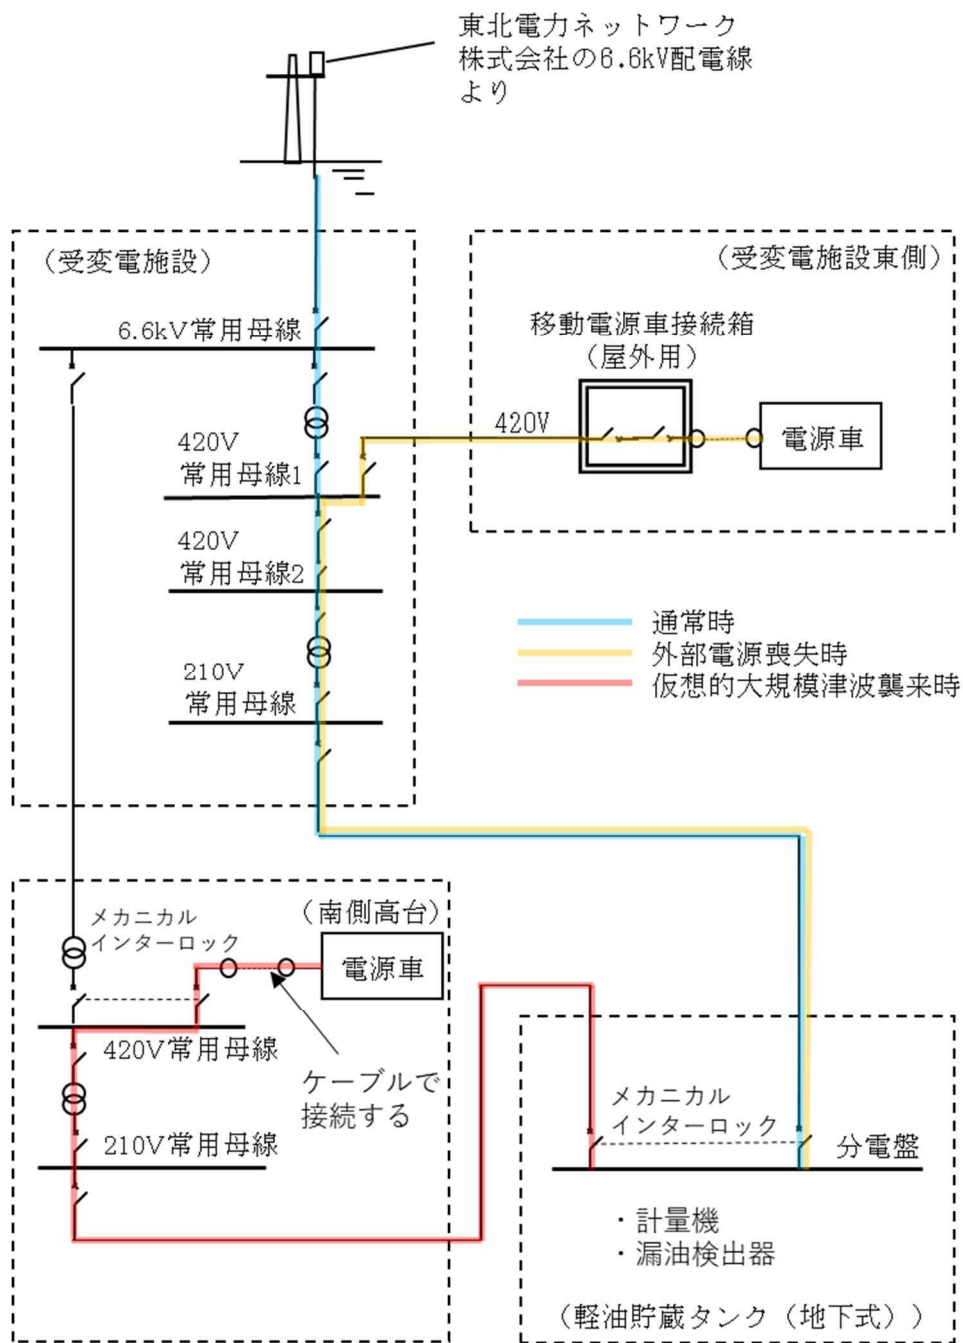 東北電力ネットワーク
株式会社の6.6kV配電線
より
（受変電施設）
（受変電施設東側）
6.6kV常用母線
移動電源車接続箱
（屋外用）
420V
電源車
420V
常用母線1
420V
常用母線2
通常時
外部電源喪失時
仮想的大規模津波襲来時
210V
常用母線
（南側高台）
メカニカル
インターロック
電源車
420V常用母線
ケーブルで
接続する
メカニカル
インターロック
210V常用母線
分電盤
・計量機
・漏油検出器
（軽油貯蔵タンク（地下式））